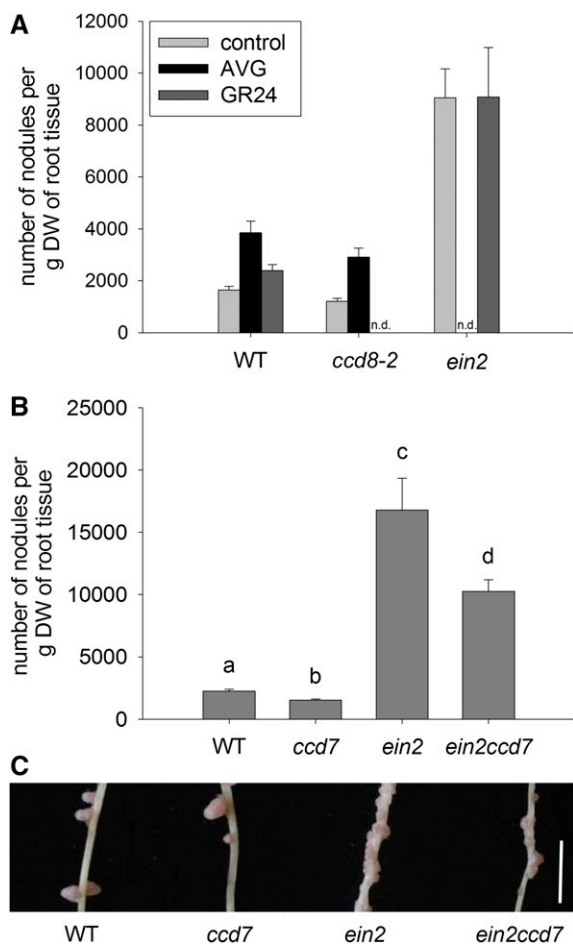 A
control
AVG
GR24
number of nodules per
g DW of root tissue
12000
10000
8000
6000
4000
2000
0
n.d.
n.d.
WT ccd8-2 ein2
B
number of nodules per
g DW of root tissue
25000
20000
15000
10000
5000
0
a
b
c
d
WT ccd7 ein2 ein2ccd7
C
WT ccd7 ein2 ein2ccd7